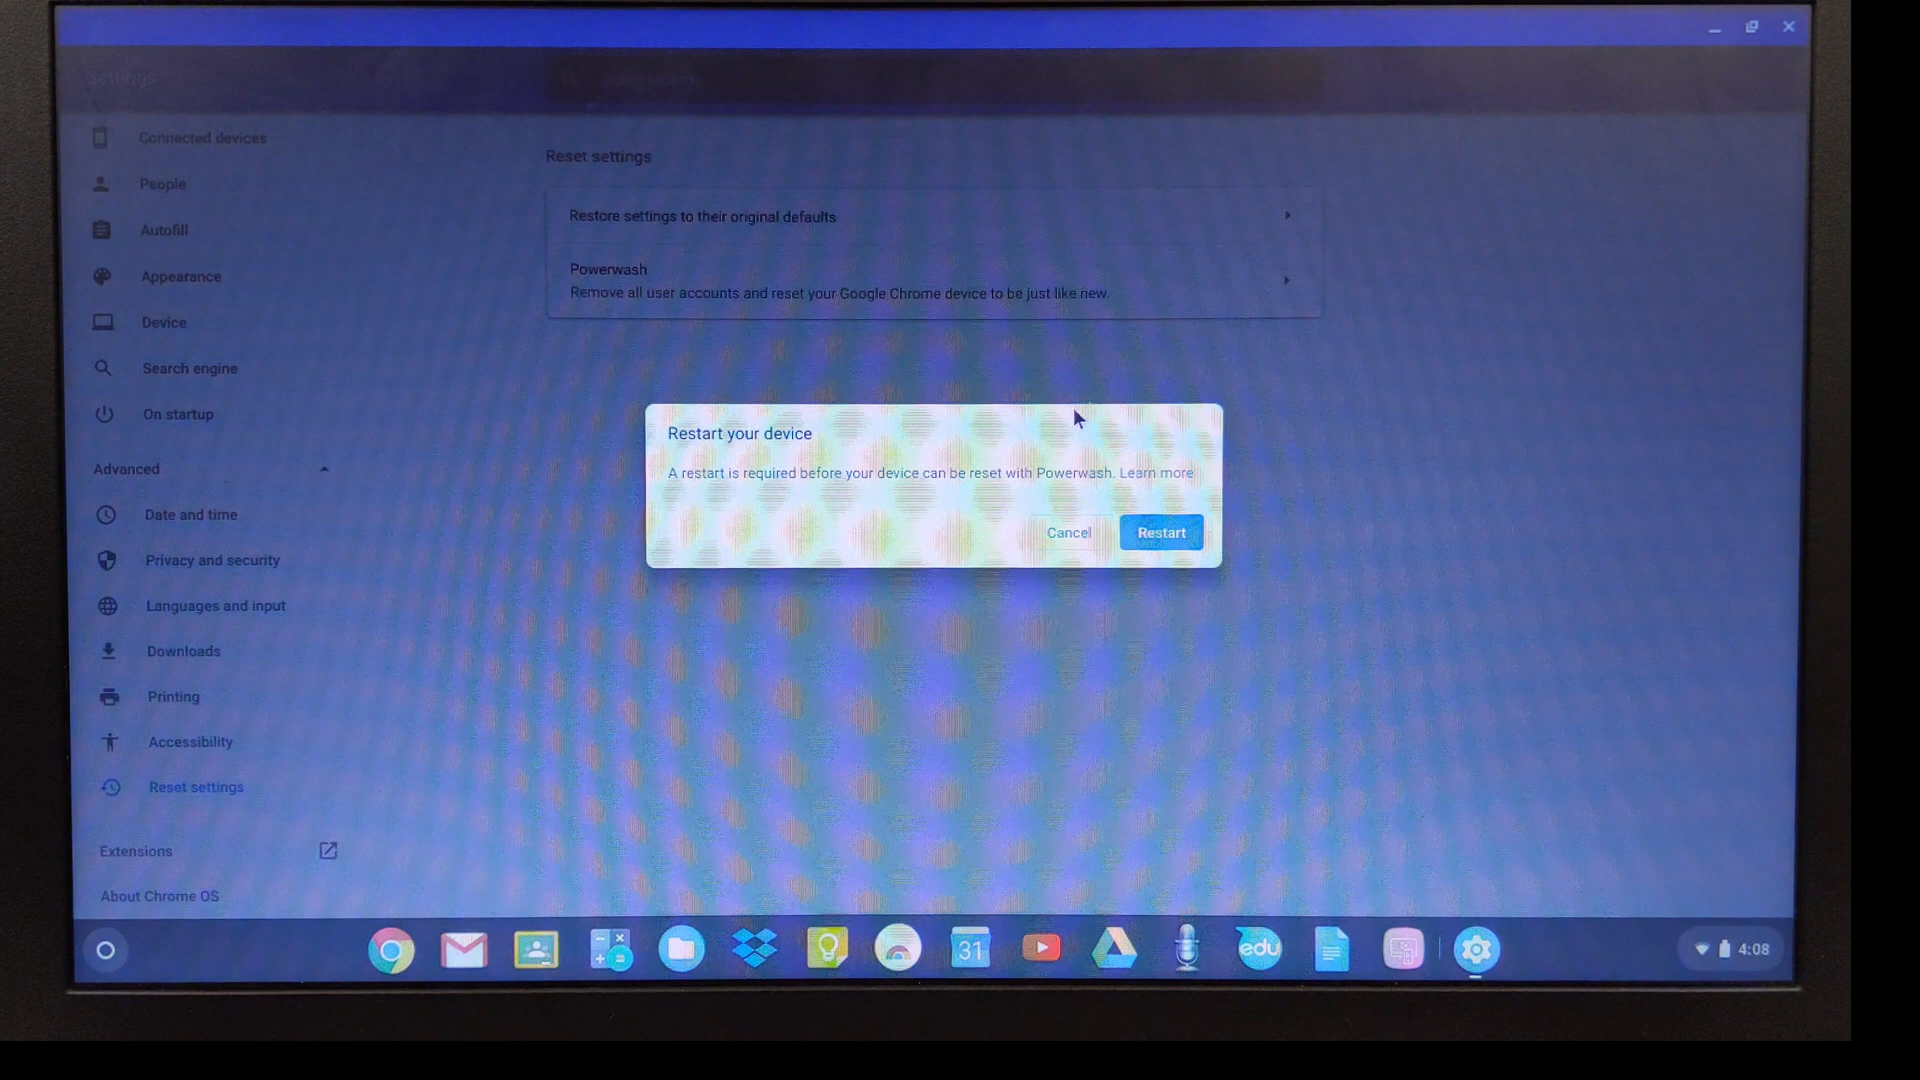 Settings
Connected devices
People
Autofill
Appearance
Device
Search engine
On startup
Advanced
Date and time
Privacy and security
Languages and input
Downloads
Printing
Accessibility
Reset settings
Extensions
About Chrome OS
Reset settings
Restore settings to their original defaults
Powerwash
Remove all user accounts and reset your Google Chrome device to be just like new.
Restart your device
A restart is required before your device can be reset with Powerwash. Learn more
Cancel Restart
31
edu
4:08